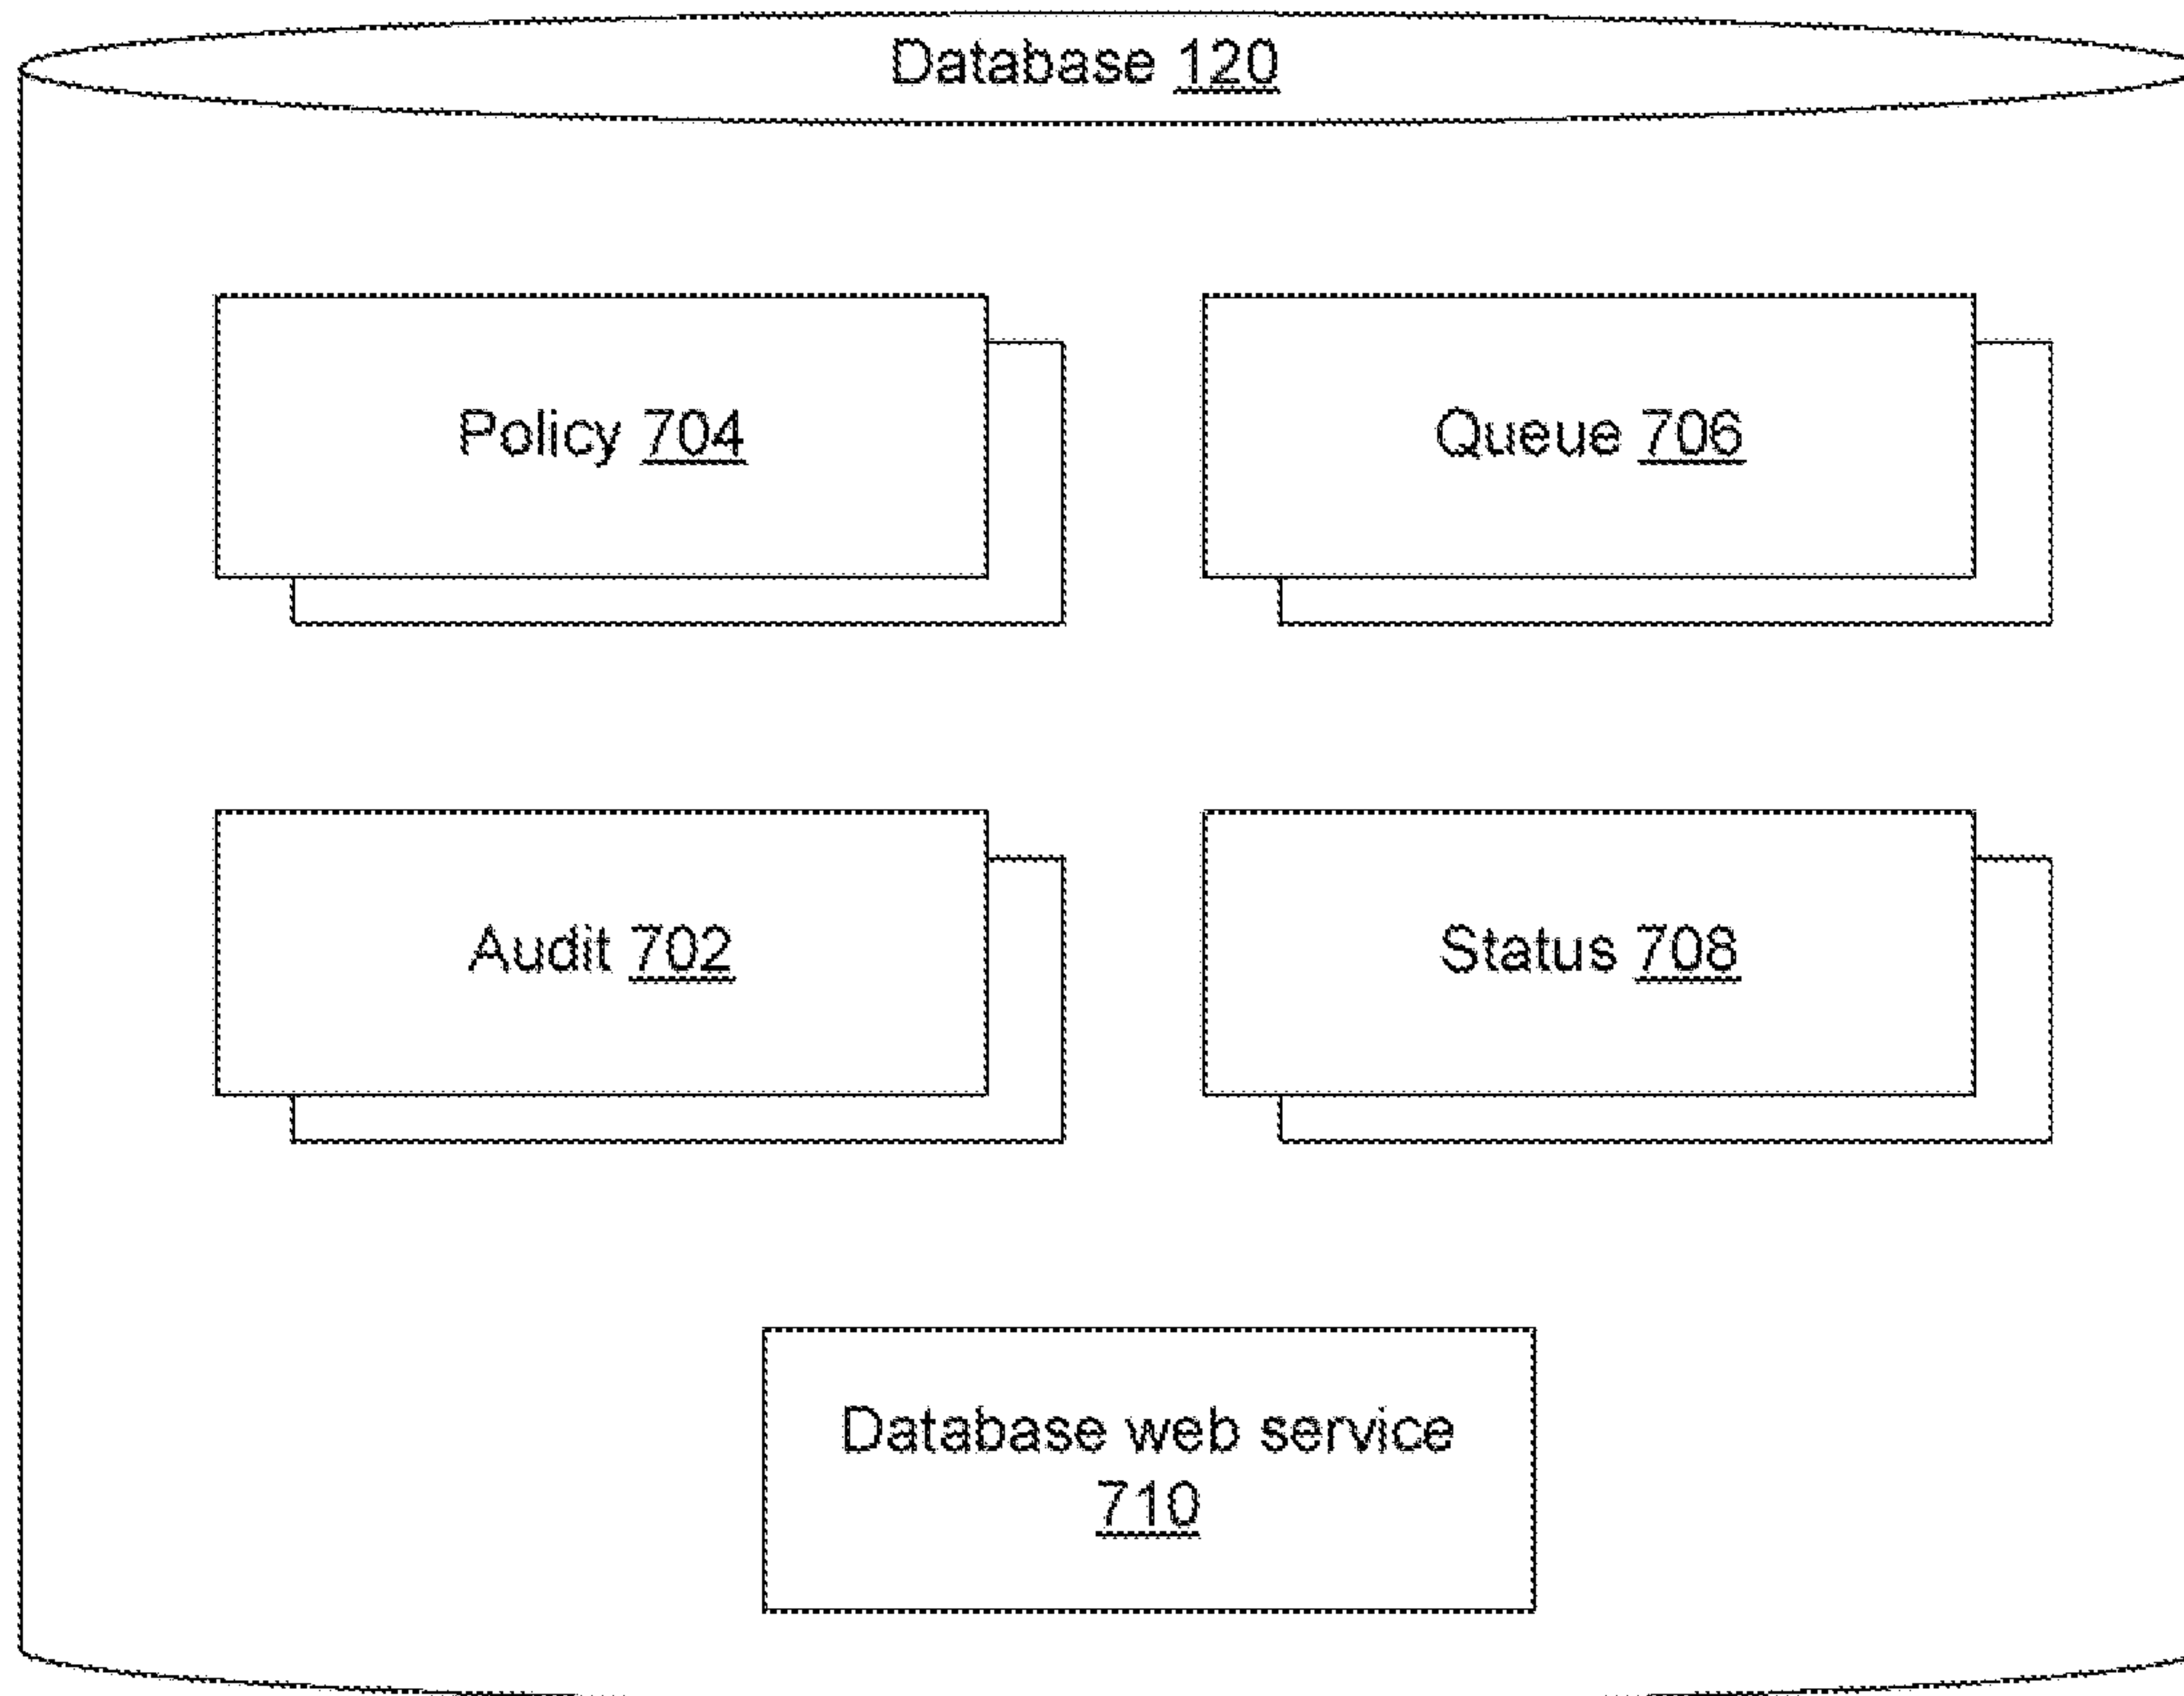 Database 120
Policy 704
Queue 706
Audit 702
Status 708
Database web service
710